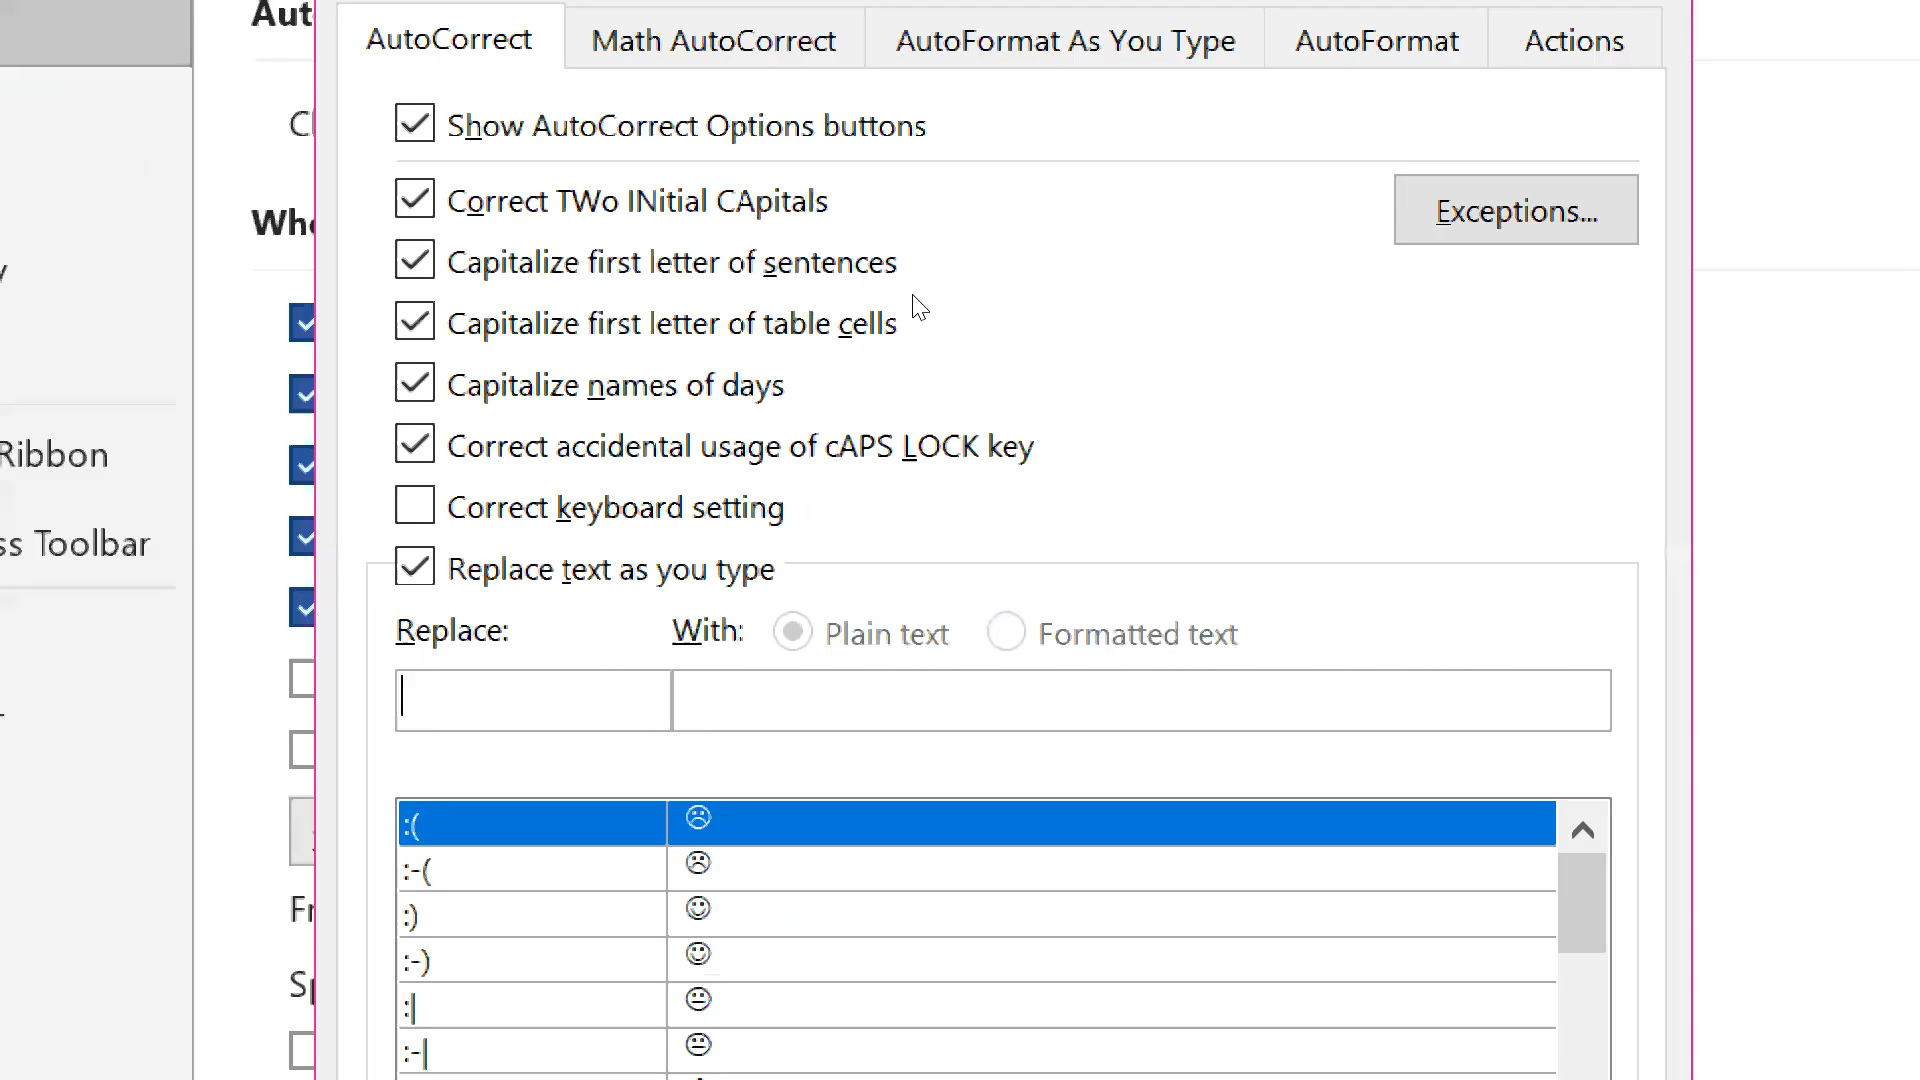 AutoCorrect
Math AutoCorrect
AutoFormat As You Type
AutoFormat
Actions
Show AutoCorrect Options buttons
Correct TWo INitial CApitals
Exceptions...
Capitalize first letter of sentences
Capitalize first letter of table cells
Capitalize names of days
Correct accidental usage of cAPS LOCK key
Correct keyboard setting
Ribbon
ss Toolbar
Replace text as you type
Replace:
With:
Plain text
Formatted text
:(
☹
:-(
☹
:)
☺
:-)
☺
:|
😐
:-|
😐